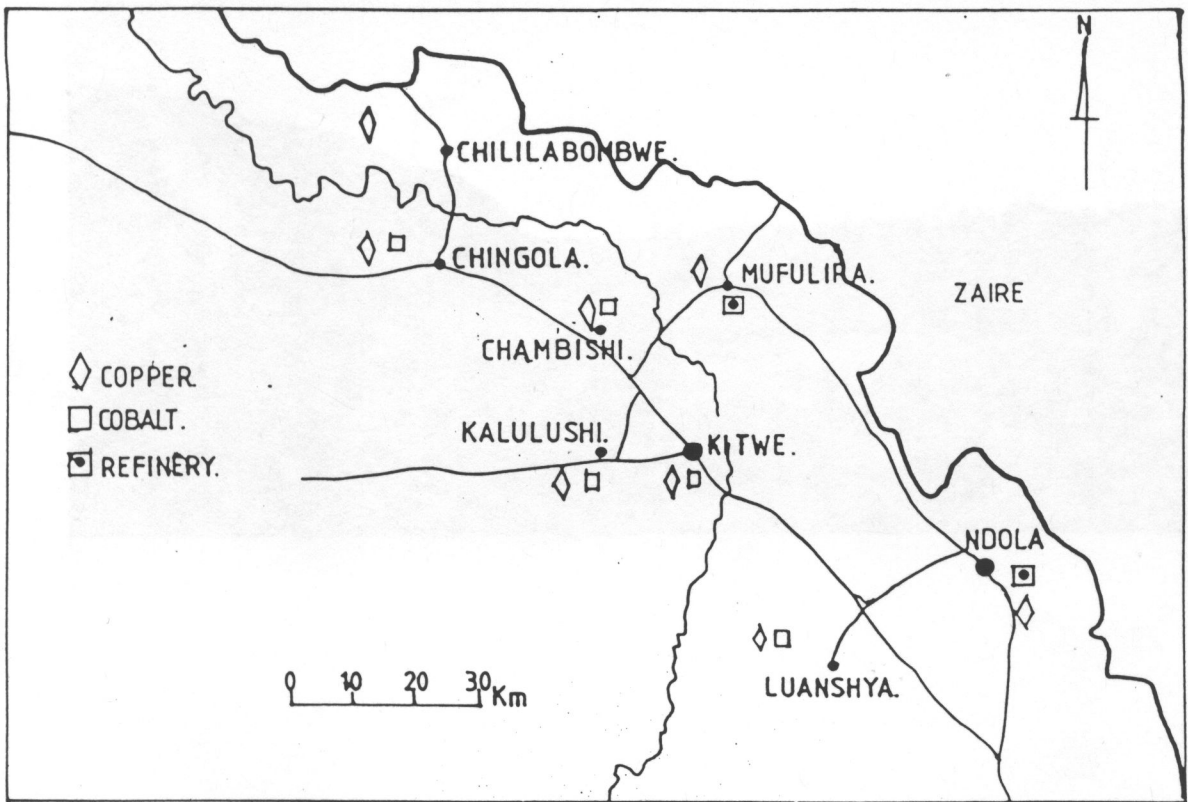 N
CHILILABOMBWE.
CHINGOLA.
MUFULIRA.
ZAIRE
CHAMBISHI.
COPPER.
COBALT.
REFINERY.
KALULUSHI.
KITWE.
NDOLA
LUANSHYA.
0 10 20 30 Km